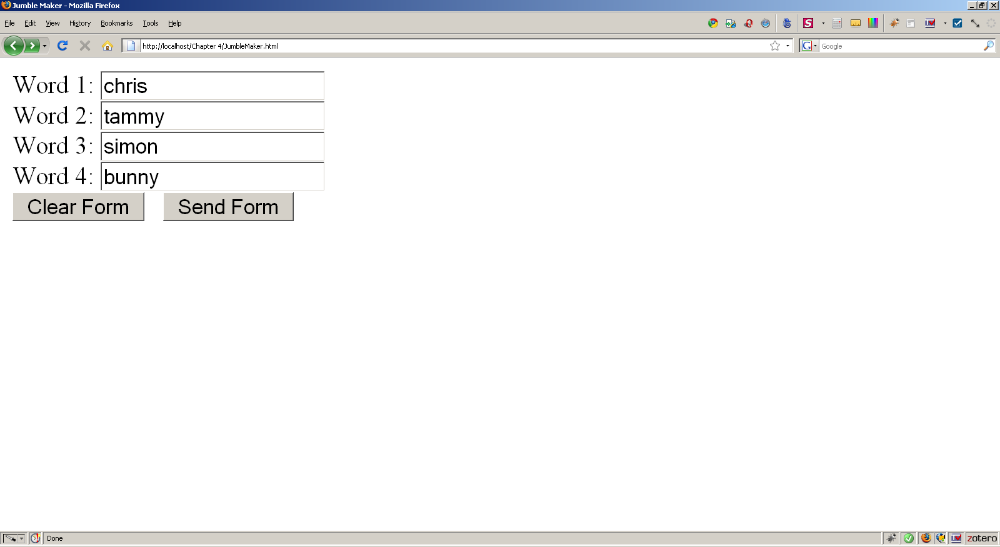 Jumble Maker - Mozilla Firefox
File Edit View History Bookmarks Tools Help
S
http://localhost/Chapter 4/JumbleMaker.html
G Google
Word 1: chris
Word 2: tammy
Word 3: simon
Word 4: bunny
Clear Form Send Form
Done
zotero